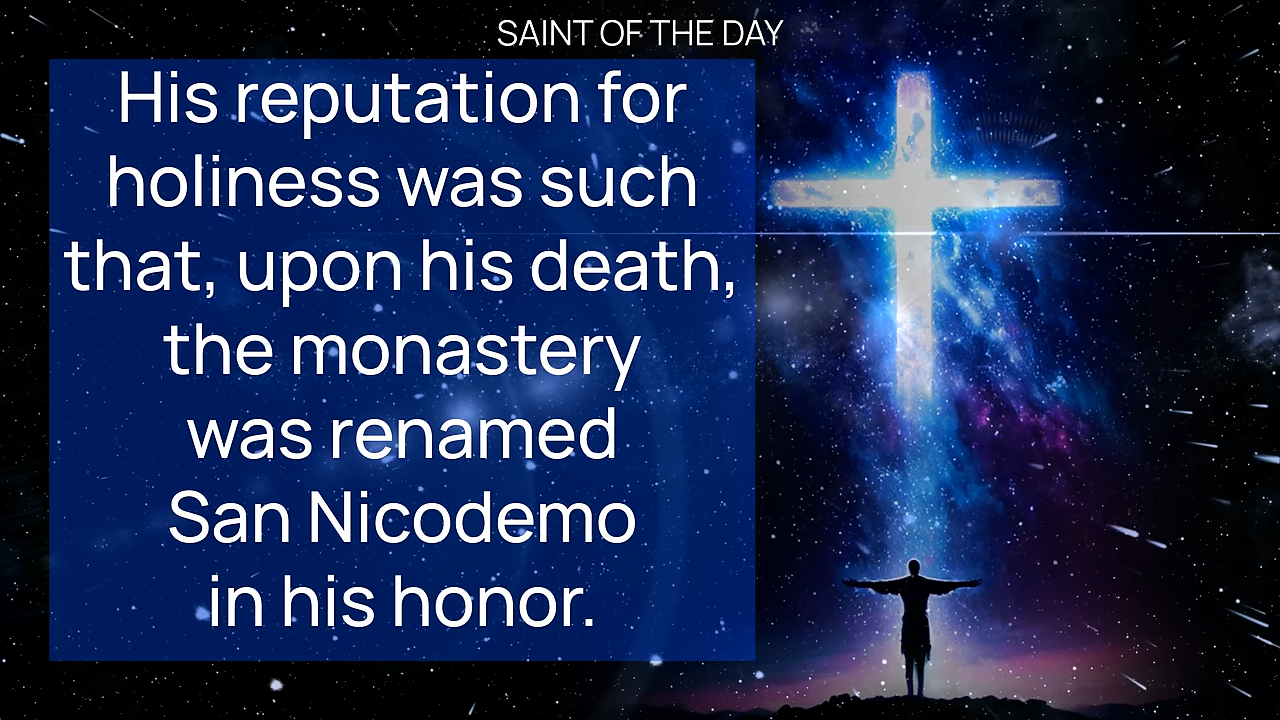 SAINT OF THE DAY
His reputation for
holiness was such
that, upon his death,
the monastery
was renamed
San Nicodemo
in his honor.